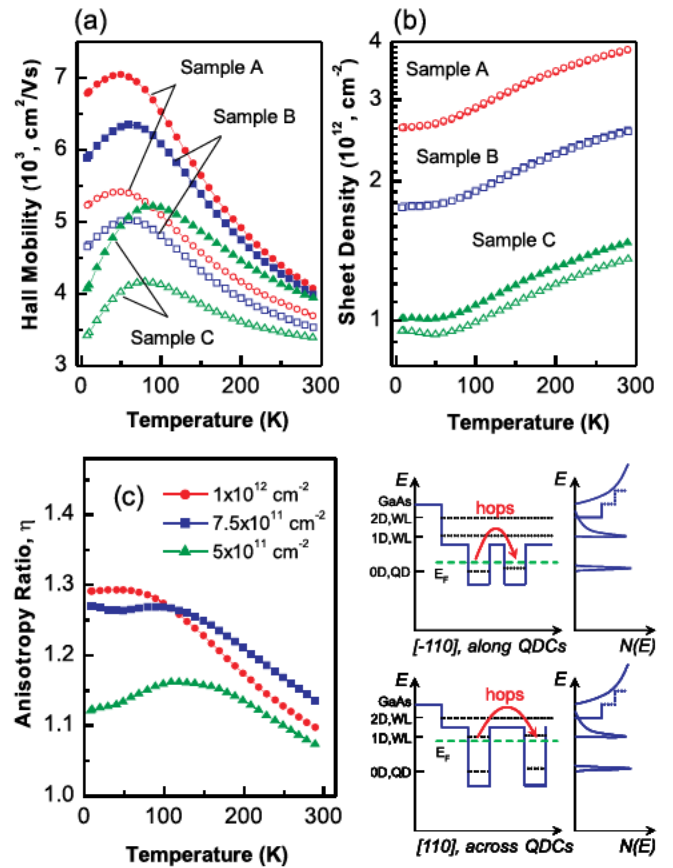 (a)
Hall Mobility (10³, cm²/Vs)
7
6
5
4
3
Sample A
Sample B
Sample C
0 100 200 300
Temperature (K)
(b)
Sheet Density (10¹², cm⁻²)
4
3
2
1
Sample A
Sample B
Sample C
0 100 200 300
Temperature (K)
(c)
Anisotropy Ratio, η
1.4
1.3
1.2
1.1
1.0
1x10¹² cm⁻²
7.5x10¹¹ cm⁻²
5x10¹¹ cm⁻²
0 100 200 300
Temperature (K)
E
E
GaAs
hops
2D,WL
1D,WL
0D,QD
E_F
[-110], along QDCs
N(E)
E
E
GaAs
hops
2D,WL
1D,WL
E_F
0D,QD
[110], across QDCs
N(E)